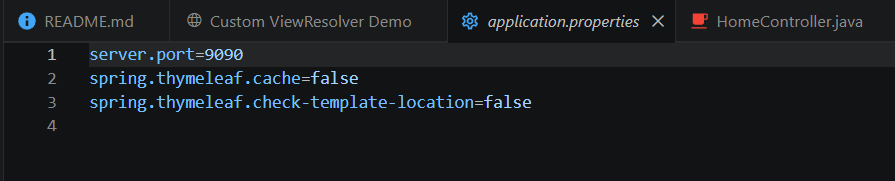 README.md Custom ViewResolver Demo application.properties HomeController.java
1 server.port=9090
2 spring.thymeleaf.cache=false
3 spring.thymeleaf.check-template-location=false
4